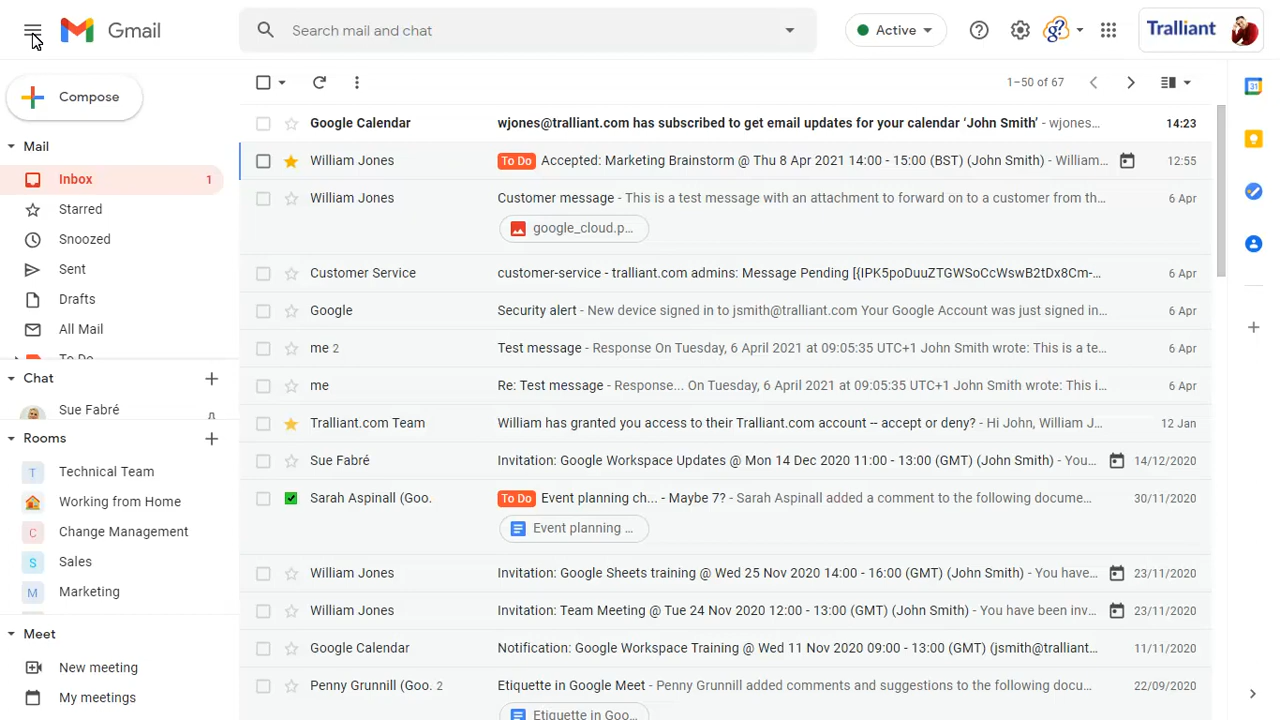 Gmail
Search mail and chat
Active
Tralliant
Compose
1–50 of 67
Mail
Inbox 1
Starred
Snoozed
Sent
Drafts
All Mail
To Do
Chat
Sue Fabré
Rooms
T Technical Team
Working from Home
C Change Management
S Sales
M Marketing
Meet
New meeting
My meetings
Google Calendar wjones@tralliant.com has subscribed to get email updates for your calendar ‘John Smith’ - wjones... 14:23
William Jones To Do Accepted: Marketing Brainstorm @ Thu 8 Apr 2021 14:00 - 15:00 (BST) (John Smith) - William... 12:55
William Jones Customer message - This is a test message with an attachment to forward on to a customer from th... 6 Apr
google_cloud.p...
Customer Service customer-service - tralliant.com admins: Message Pending [{IPK5poDuuZTGWSoCcWswB2tDx8Cm-... 6 Apr
Google Security alert - New device signed in to jsmith@tralliant.com Your Google Account was just signed in... 6 Apr
me 2 Test message - Response On Tuesday, 6 April 2021 at 09:05:35 UTC+1 John Smith wrote: This is a te... 6 Apr
me Re: Test message - Response... On Tuesday, 6 April 2021 at 09:05:35 UTC+1 John Smith wrote: This i... 6 Apr
Tralliant.com Team William has granted you access to their Tralliant.com account -- accept or deny? - Hi John, William J... 12 Jan
Sue Fabré Invitation: Google Workspace Updates @ Mon 14 Dec 2020 11:00 - 13:00 (GMT) (John Smith) - You... 14/12/2020
Sarah Aspinall (Goo. To Do Event planning ch... - Maybe 7? - Sarah Aspinall added a comment to the following docume... 30/11/2020
Event planning ...
William Jones Invitation: Google Sheets training @ Wed 25 Nov 2020 14:00 - 16:00 (GMT) (John Smith) - You have... 23/11/2020
William Jones Invitation: Team Meeting @ Tue 24 Nov 2020 12:00 - 13:00 (GMT) (John Smith) - You have been inv... 23/11/2020
Google Calendar Notification: Google Workspace Training @ Wed 11 Nov 2020 09:00 - 13:00 (GMT) (jsmith@tralliant... 11/11/2020
Penny Grunnill (Goo. 2 Etiquette in Google Meet - Penny Grunnill added comments and suggestions to the following docu... 22/09/2020
Etiquette in Goo...